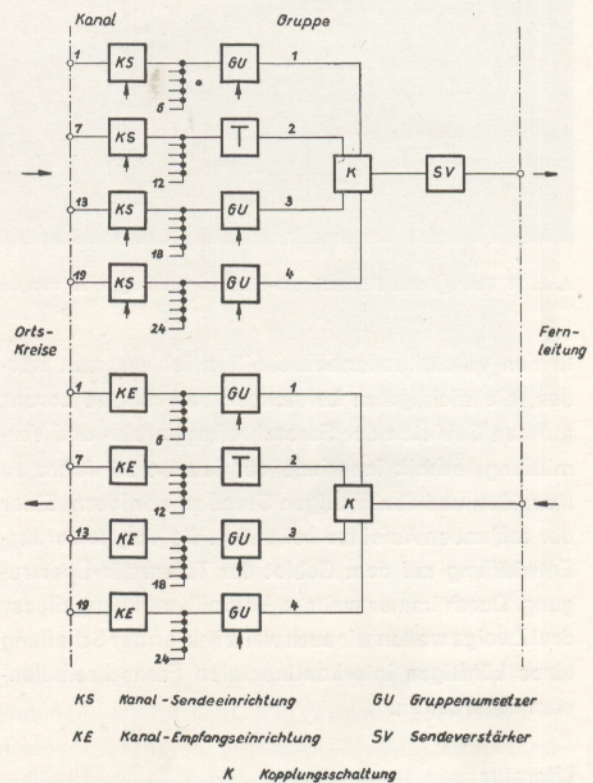 Kanal Gruppe
1 KS GU 1
6
7 KS T 2
12
K SV
13 KS GU 3
18
19 KS GU 4
24
Orts-
Kreise
Fern-
leitung
1 KE GU 1
6
7 KE T 2
12
K
13 KE GU 3
18
19 KE GU 4
24
KS Kanal-Sendeeinrichtung GU Gruppenumsetzer
KE Kanal-Empfangseinrichtung SV Sendeverstärker
K Kopplungsschaltung